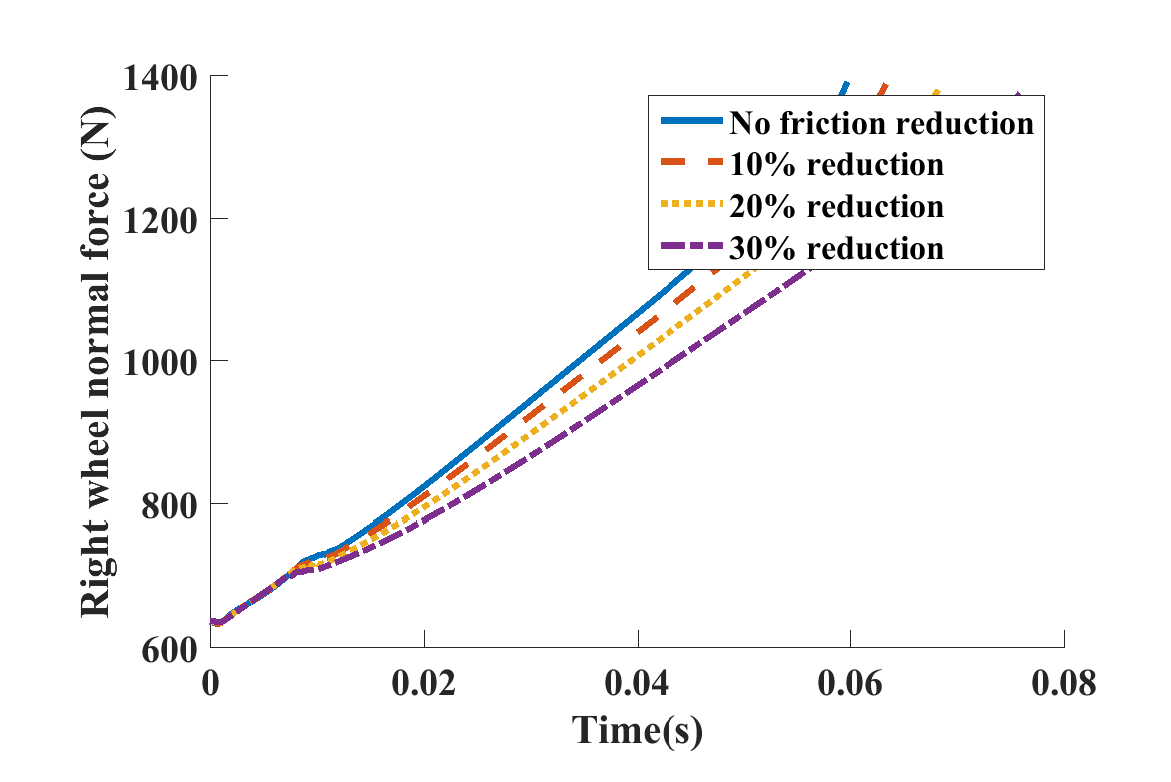 Right wheel normal force (N)
1400
1200
1000
800
600
0
0.02
0.04
0.06
0.08
Time(s)
No friction reduction
10% reduction
20% reduction
30% reduction